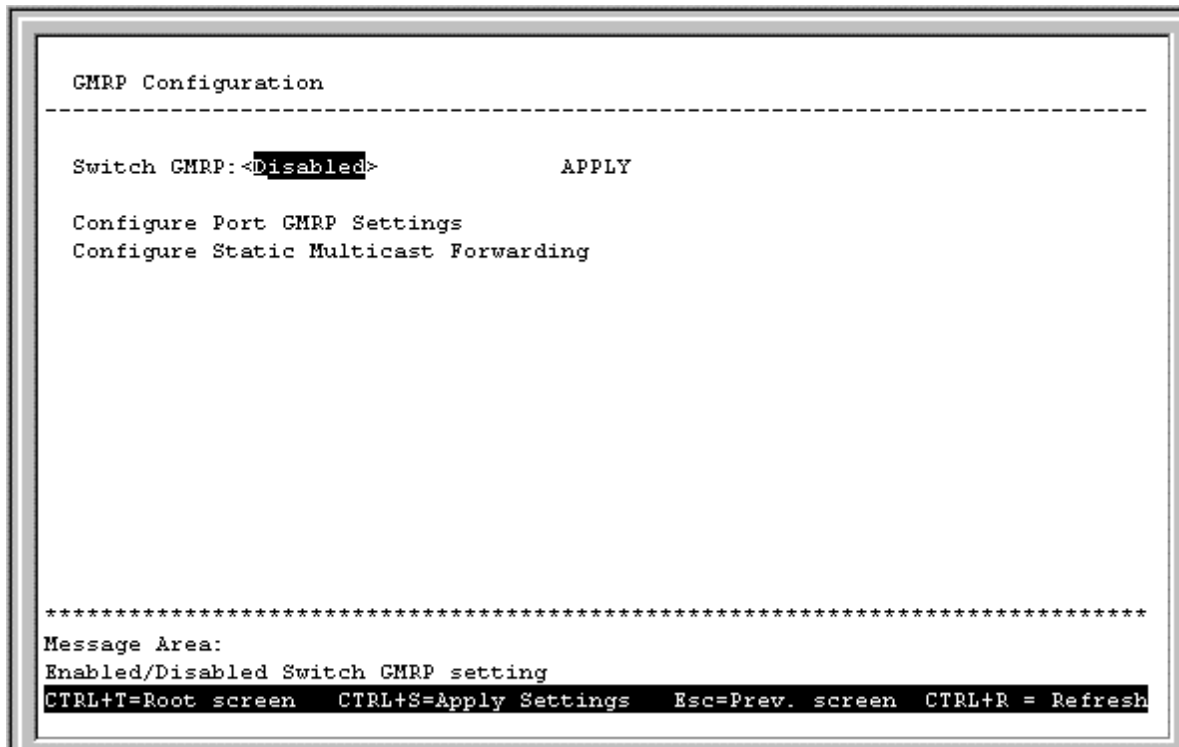 GMRP Configuration
--------------------------------------------------------------------------------
Switch GMRP:<Disabled> APPLY
Configure Port GMRP Settings
Configure Static Multicast Forwarding
*******************************************************************************
Message Area:
Enabled/Disabled Switch GMRP setting
CTRL+T=Root screen CTRL+S=Apply Settings Esc=Prev. screen CTRL+R = Refresh